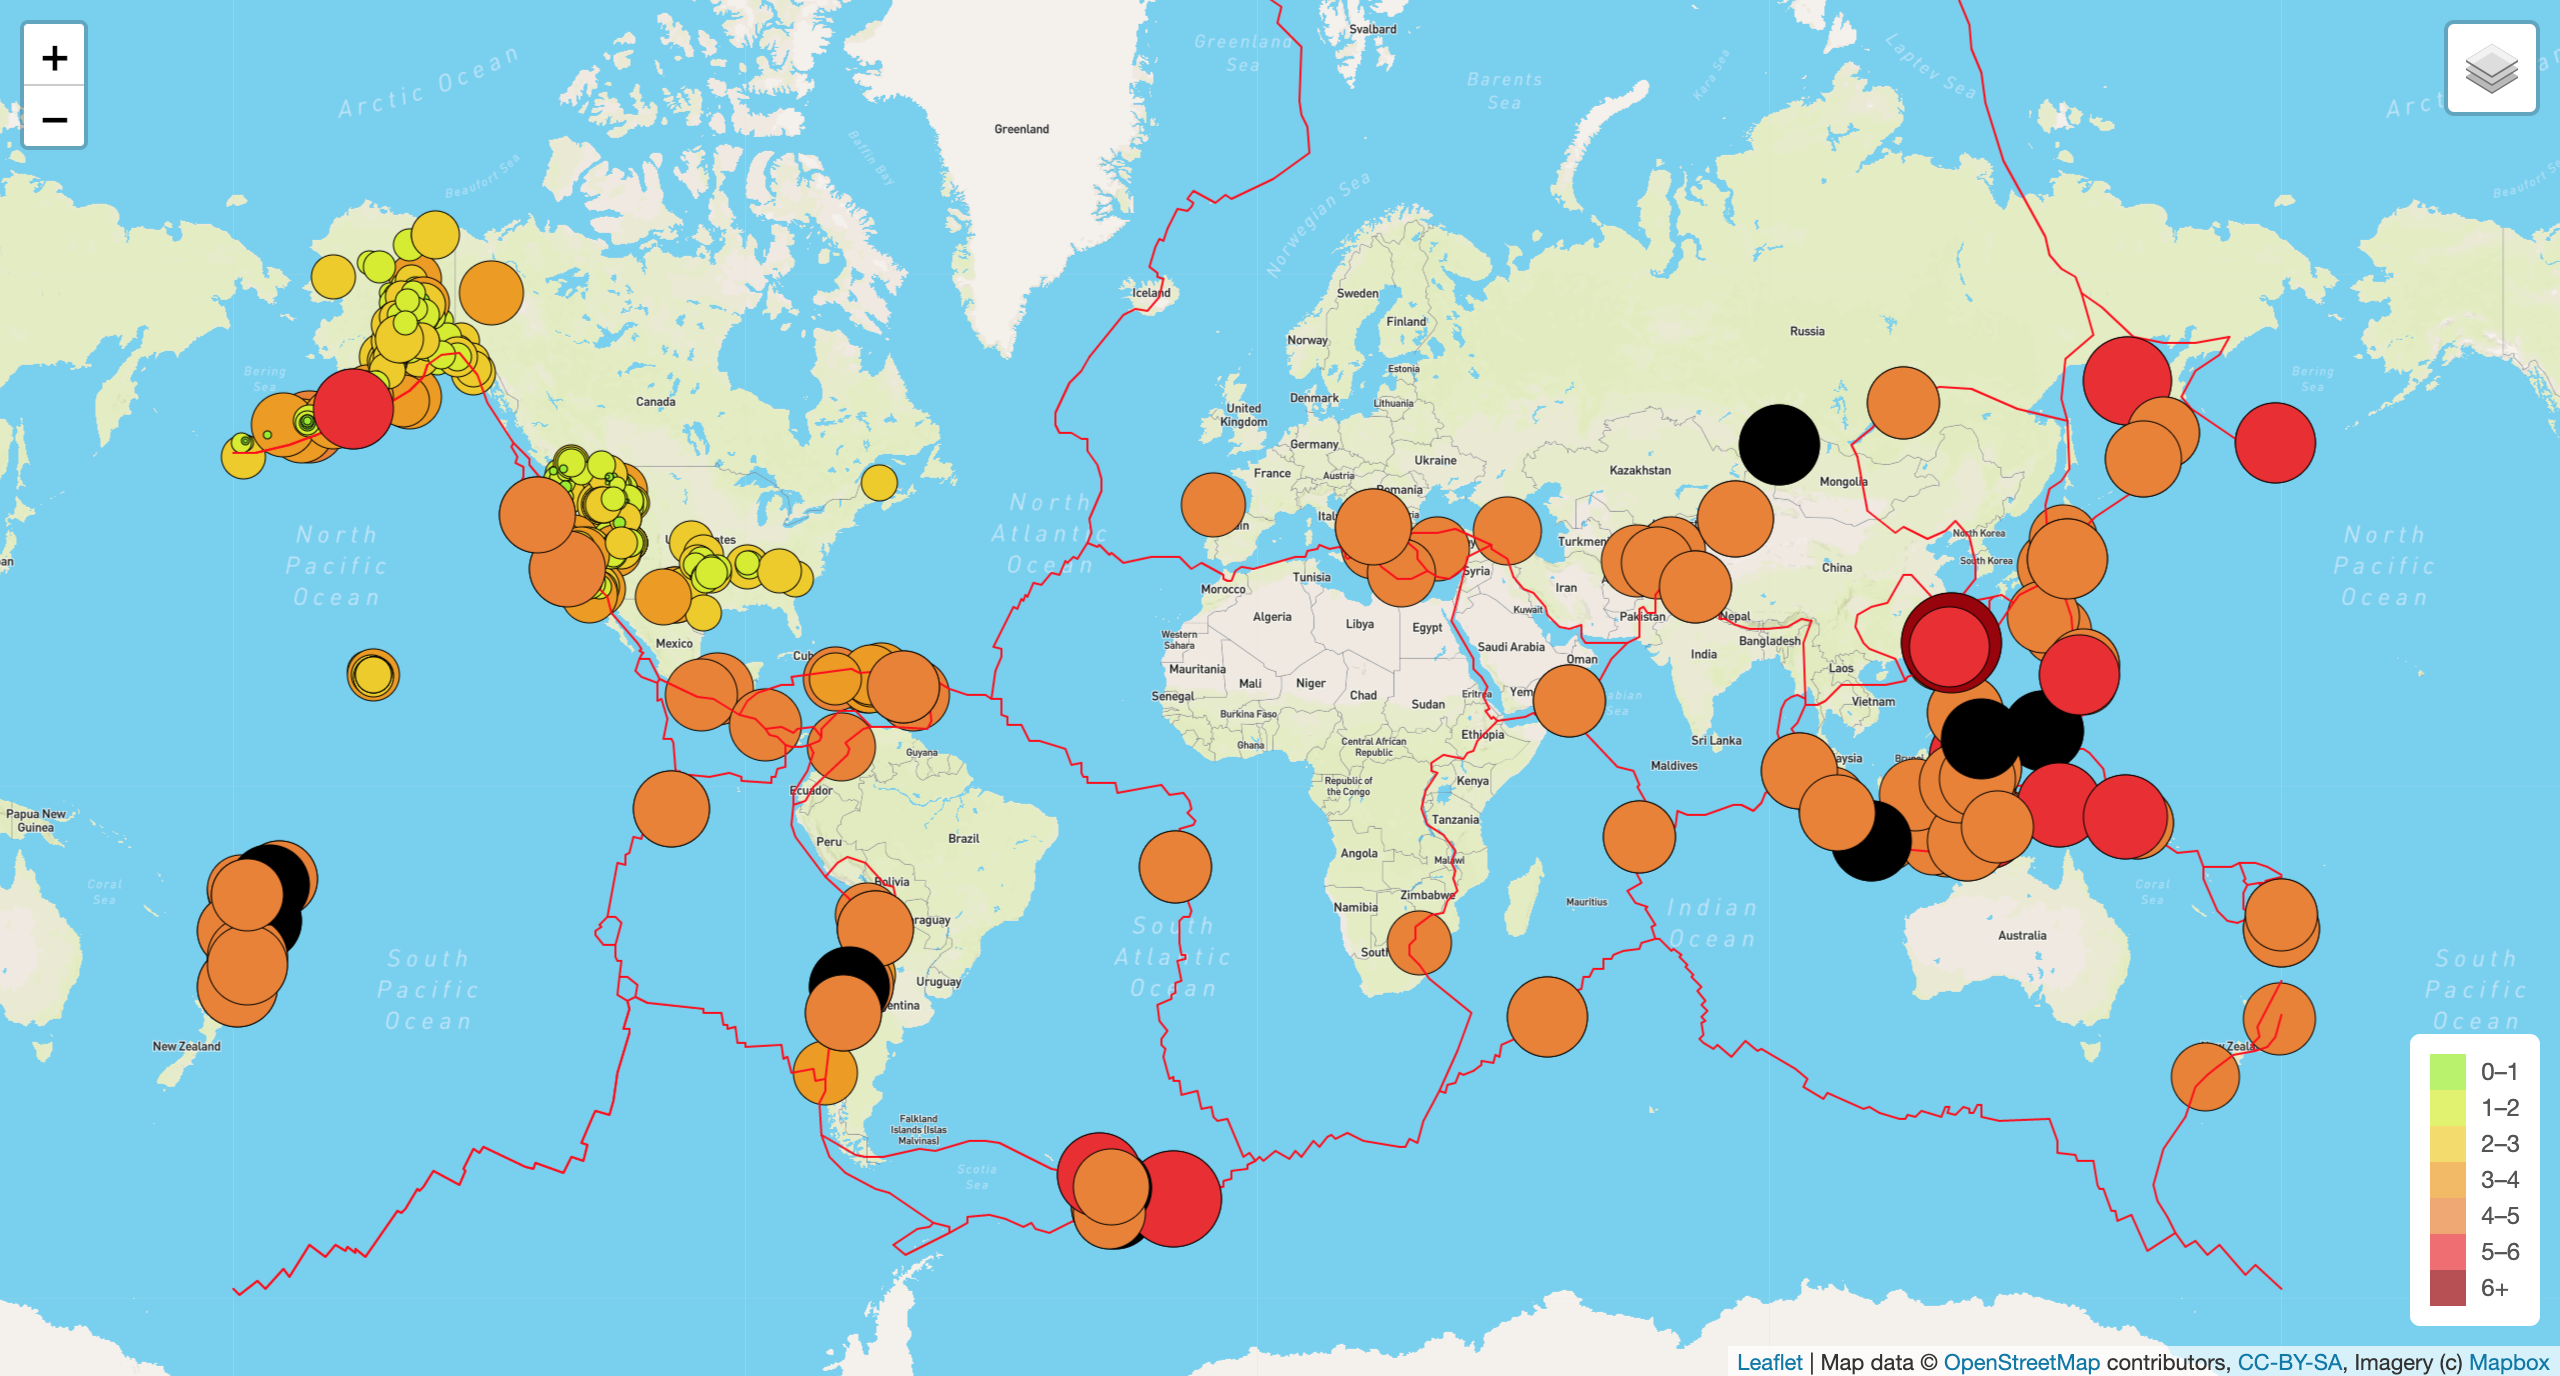 +
−
Arctic Ocean
Greenland
Sea
Svalbard
Barents
Sea
Kara Sea
Laptev Sea
Beaufort Sea
Baffin Bay
Greenland
Norwegian Sea
Iceland
Sweden
Finland
Norway
Russia
Estonia
Bering
Sea
Bering
Sea
Canada
Denmark
Lithuania
United
Kingdom
Germany
Ukraine
France
Austria
Romania
Kazakhstan
Mongolia
North
Pacific
Ocean
North
Atlantic
Ocean
North
Pacific
Ocean
North Korea
South Korea
China
Syria
Iran
Tunisia
Morocco
Kuwait
Algeria
Libya
Egypt
Pakistan
Nepal
Bangladesh
Western
Sahara
Saudi Arabia
Mexico
India
Oman
Laos
Mauritania
Mali
Niger
Chad
Sudan
Eritrea
Senegal
Burkina Faso
Vietnam
Ghana
Central African
Republic
Ethiopia
Sri Lanka
Guyana
Maldives
Republic of
the Congo
Kenya
Ecuador
Papua New
Guinea
Tanzania
Peru
Brazil
Angola
Malawi
Bolivia
Coral
Sea
Coral
Sea
Zimbabwe
Namibia
Mauritius
Indian
Ocean
South
Atlantic
Ocean
Australia
South
Pacific
Ocean
South
Pacific
Ocean
Uruguay
New Zealand
Falkland
Islands (Islas
Malvinas)
Scotia
Sea
0–1
1–2
2–3
3–4
4–5
5–6
6+
Leaflet | Map data © OpenStreetMap contributors, CC-BY-SA, Imagery (c) Mapbox